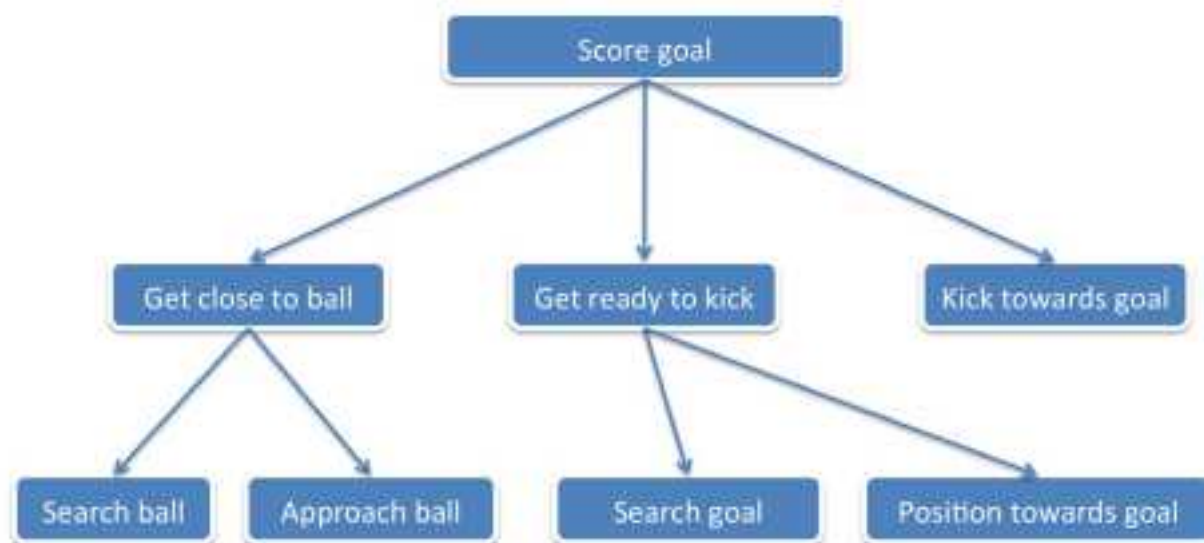 Score goal
Get close to ball
Get ready to kick
Kick towards goal
Search ball
Approach ball
Search goal
Position towards goal